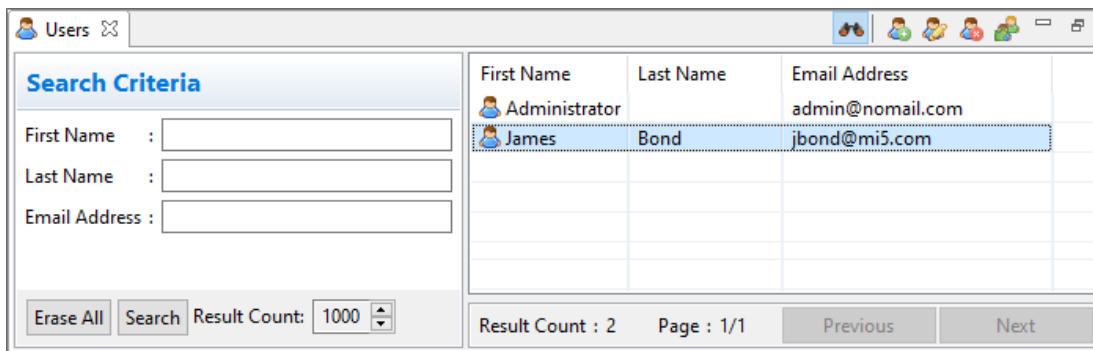 Users
Search Criteria
First Name :
Last Name :
Email Address :
Erase All Search Result Count: 1000
First Name Last Name Email Address
Administrator admin@nomail.com
James Bond jbond@mi5.com
Result Count : 2 Page : 1/1 Previous Next